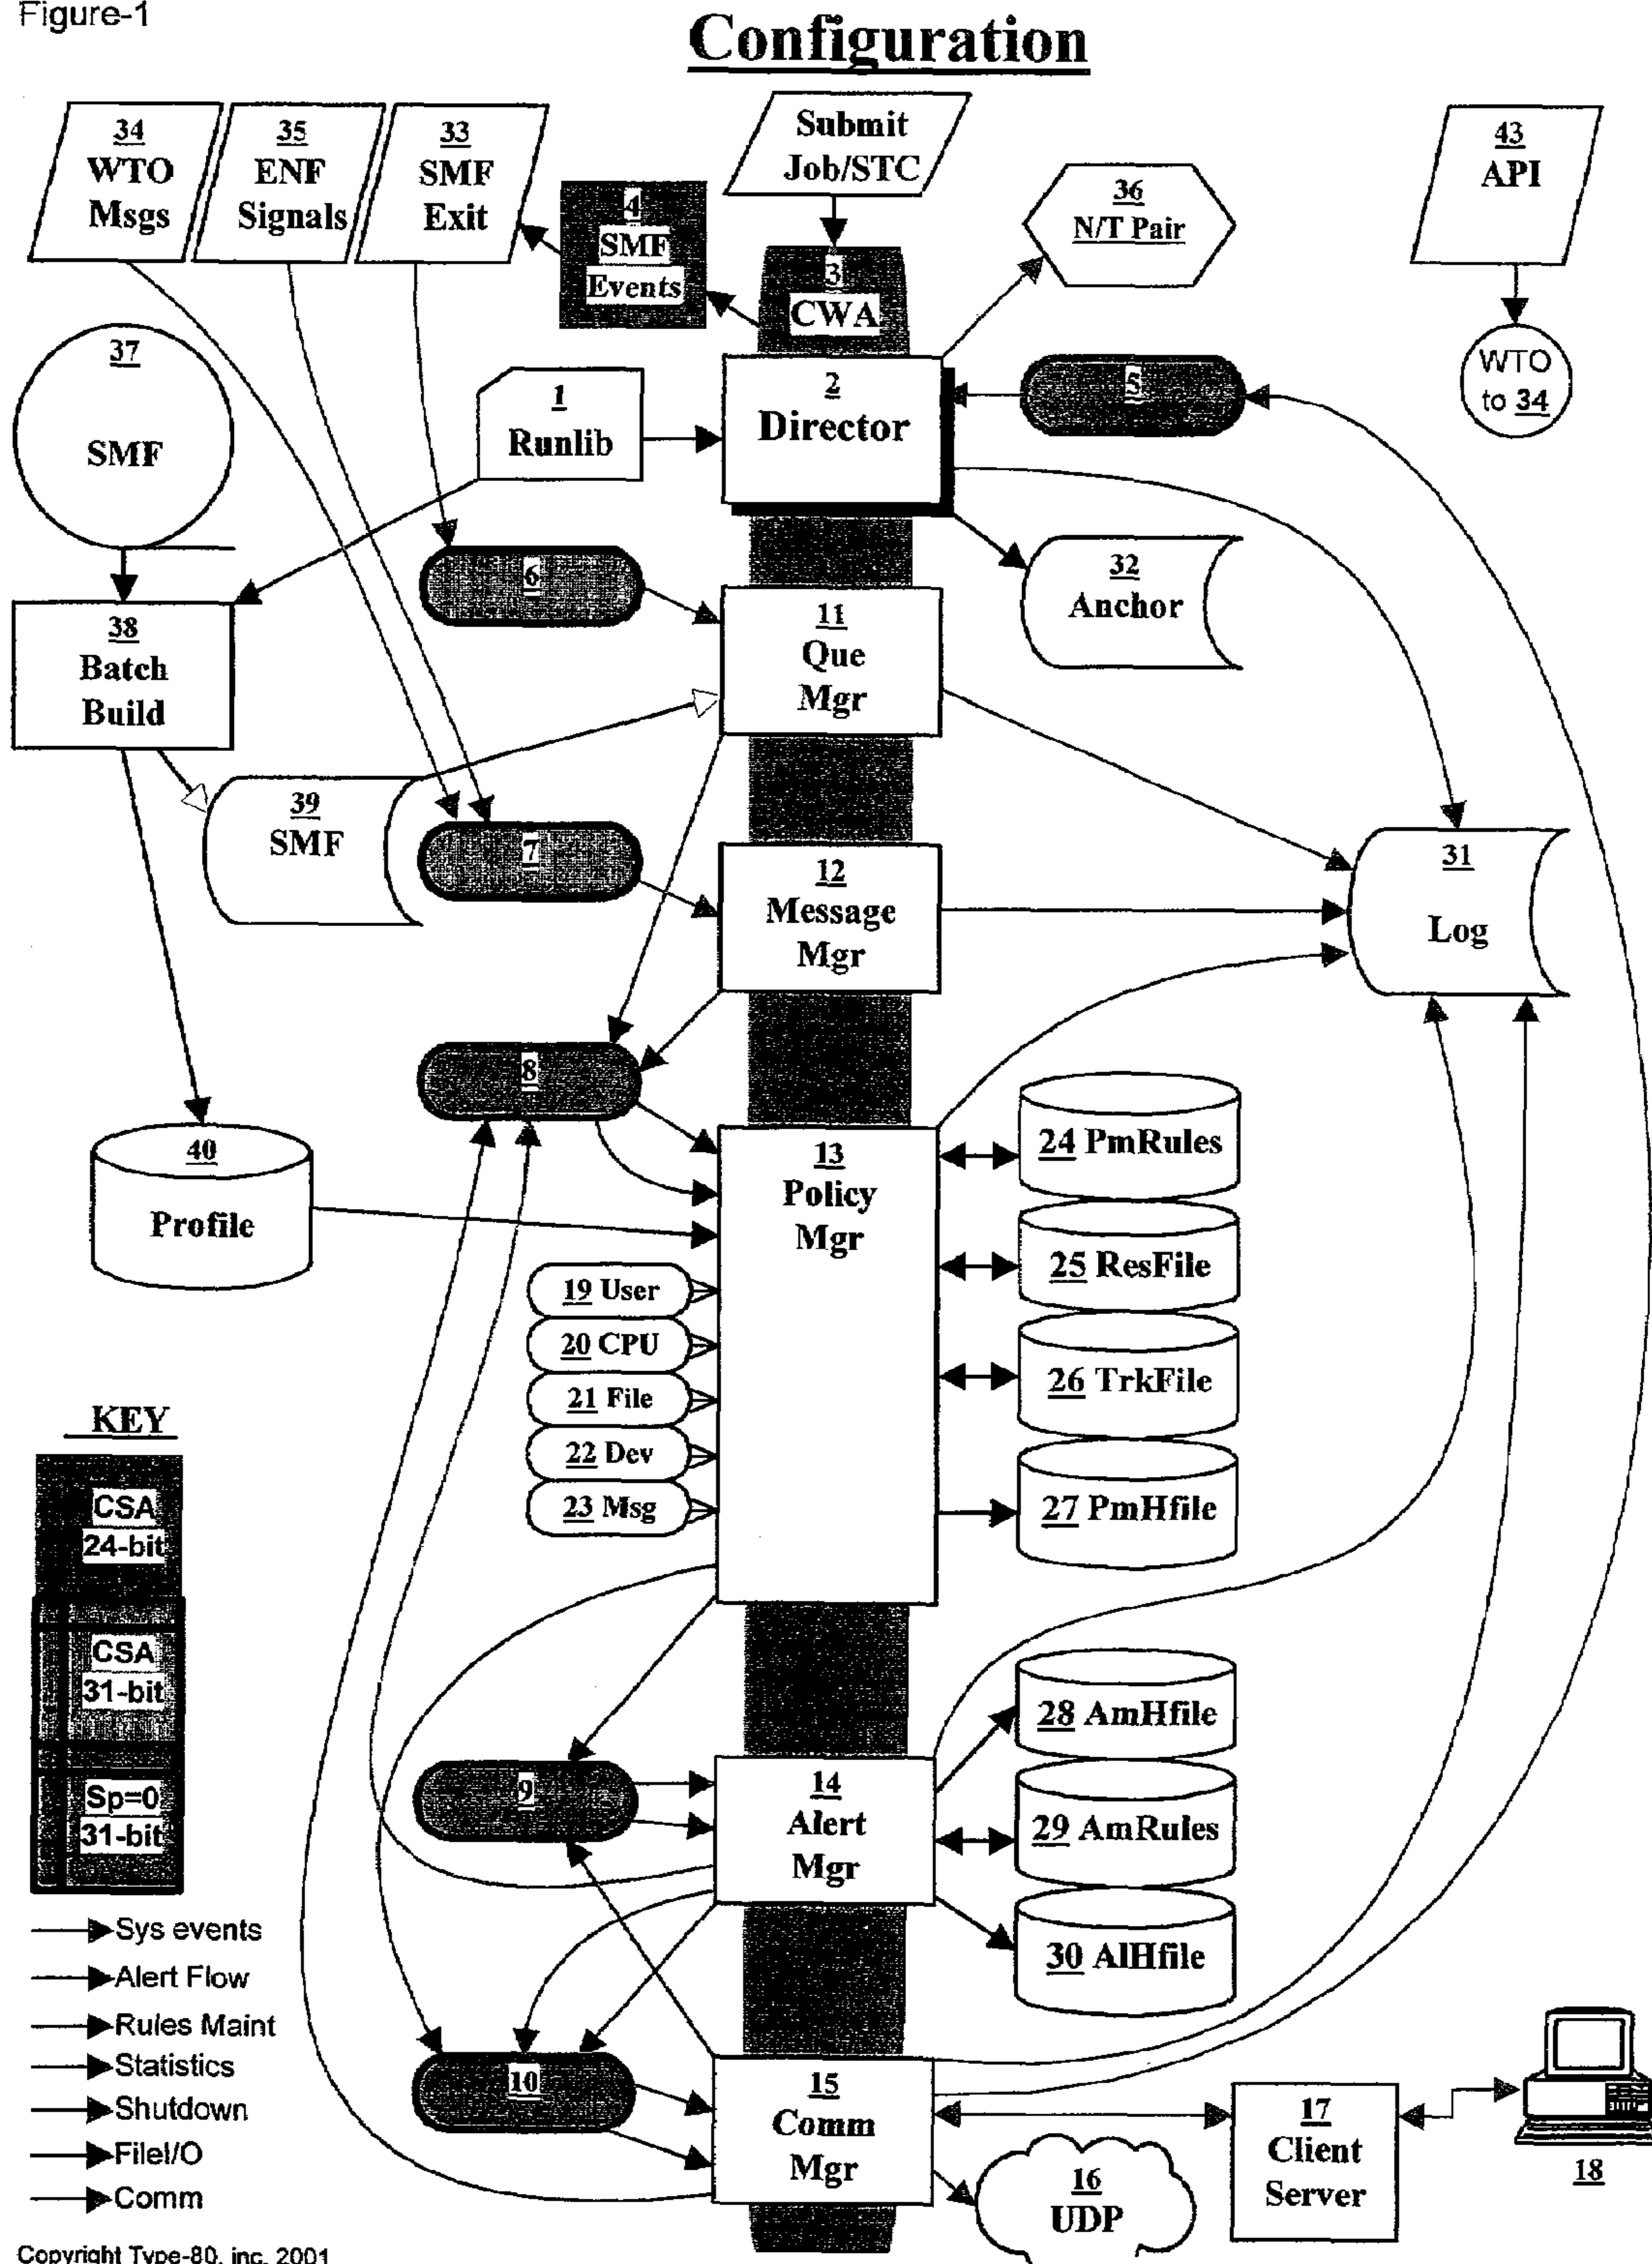 Figure-1
Configuration
34
WTO
Msgs
35
ENF
Signals
33
SMF
Exit
4
SMF
Events
Submit
Job/STC
3
CWA
36
N/T Pair
43
API
WTO
to 34
37
SMF
1
Runlib
2
Director
5
6
11
Que
Mgr
32
Anchor
38
Batch
Build
39
SMF
7
12
Message
Mgr
31
Log
8
40
Profile
13
Policy
Mgr
24 PmRules
25 ResFile
26 TrkFile
27 PmHfile
19 User
20 CPU
21 File
22 Dev
23 Msg
KEY
CSA
24-bit
CSA
31-bit
Sp=0
31-bit
Sys events
Alert Flow
Rules Maint
Statistics
Shutdown
FileI/O
Comm
9
14
Alert
Mgr
28 AmHfile
29 AmRules
30 AlHfile
10
15
Comm
Mgr
16
UDP
17
Client
Server
18
Copyright Type-80, inc. 2001